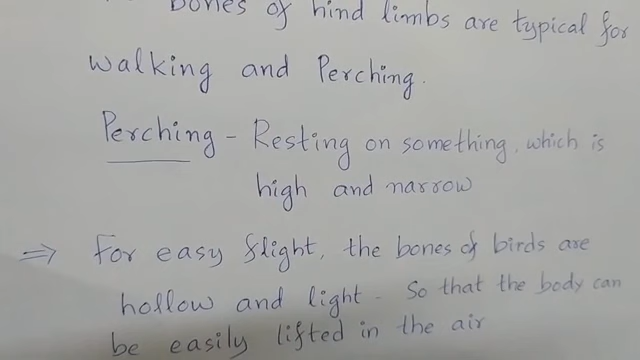 Bones of hind limbs are typical for
walking and Perching.
Perching - Resting on something, which is
high and narrow
⇒ For easy flight, the bones of birds are
hollow and light. So that the body can
be easily lifted in the air